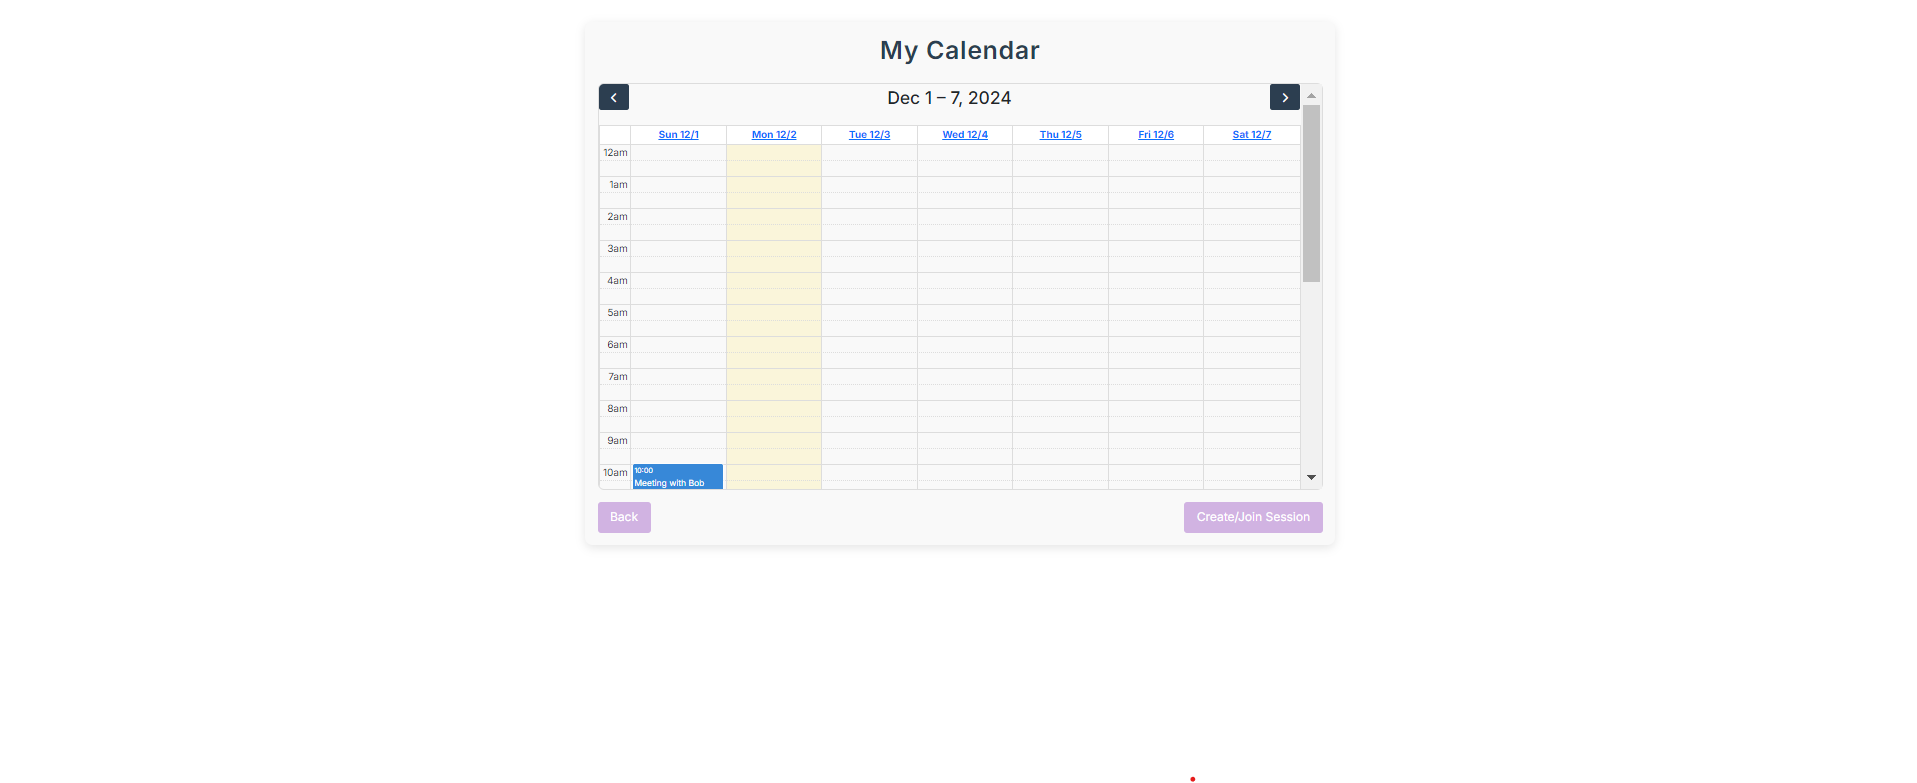 My Calendar
Dec 1 – 7, 2024
Sun 12/1 Mon 12/2 Tue 12/3 Wed 12/4 Thu 12/5 Fri 12/6 Sat 12/7
12am
1am
2am
3am
4am
5am
6am
7am
8am
9am
10am 10:00
Meeting with Bob
Back Create/Join Session